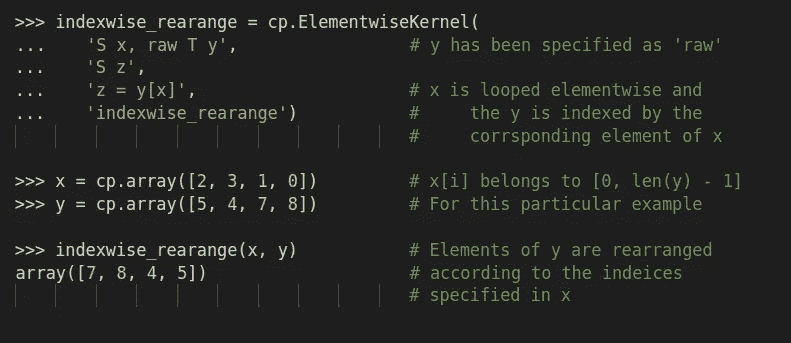 >>> indexwise_rearange = cp.ElementwiseKernel(
...    'S x, raw T y',                 # y has been specified as 'raw'
...    'S z',
...    'z = y[x]',                     # x is looped elementwise and
...    'indexwise_rearange')           #     the y is indexed by the
                                       #     corrsponding element of x
>>> x = cp.array([2, 3, 1, 0])         # x[i] belongs to [0, len(y) - 1]
>>> y = cp.array([5, 4, 7, 8])         # For this particular example
>>> indexwise_rearange(x, y)           # Elements of y are rearranged
array([7, 8, 4, 5])                    # according to the indeices
                                       # specified in x